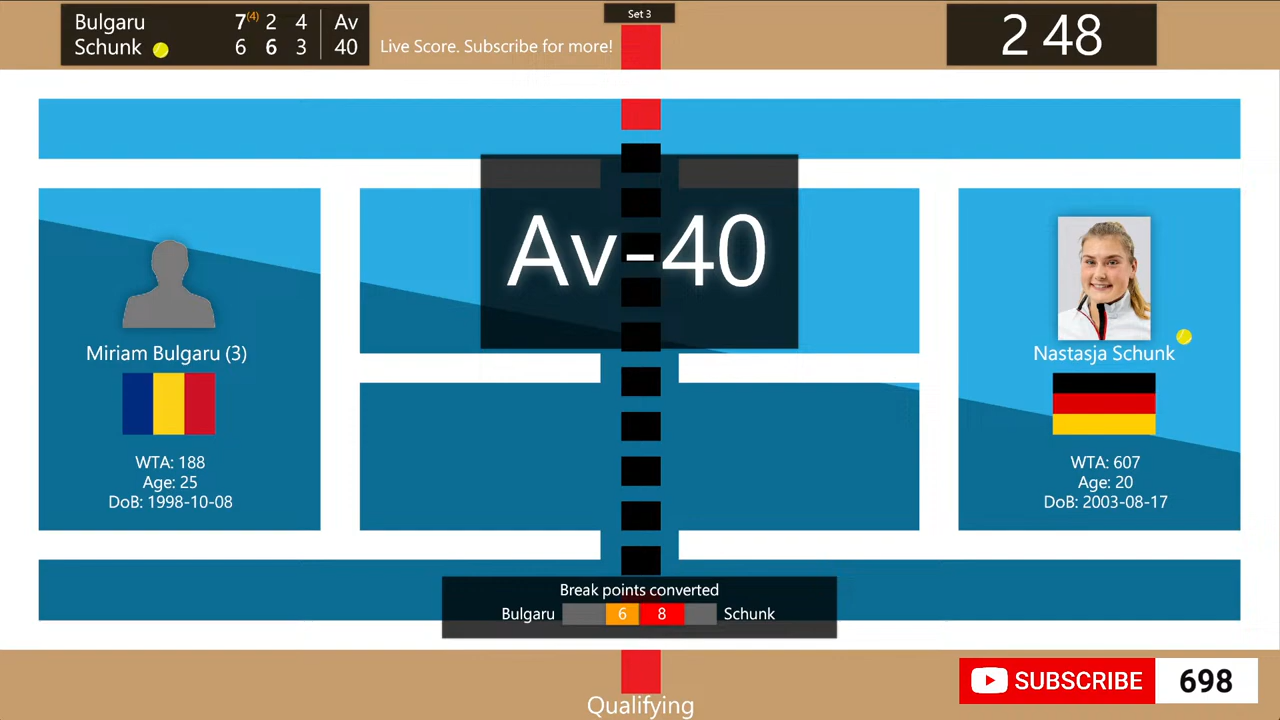 Bulgaru 7(4) 2 4 Av
Schunk 6 6 3 40
Live Score. Subscribe for more!
Set 3
2 48
Av-40
Miriam Bulgaru (3)
WTA: 188
Age: 25
DoB: 1998-10-08
Nastasja Schunk
WTA: 607
Age: 20
DoB: 2003-08-17
Break points converted
Bulgaru 6 8 Schunk
Qualifying
SUBSCRIBE 698